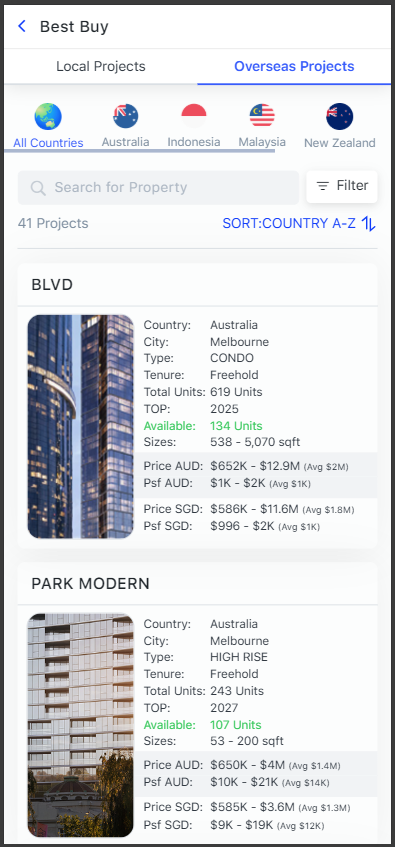 Best Buy
Local Projects Overseas Projects
All Countries Australia Indonesia Malaysia New Zealand
Search for Property Filter
41 Projects SORT:COUNTRY A-Z
BLVD
Country: Australia
City: Melbourne
Type: CONDO
Tenure: Freehold
Total Units: 619 Units
TOP: 2025
Available: 134 Units
Sizes: 538 - 5,070 sqft
Price AUD: $652K - $12.9M (Avg $2M)
Psf AUD: $1K - $2K (Avg $1K)
Price SGD: $586K - $11.6M (Avg $1.8M)
Psf SGD: $996 - $2K (Avg $1K)
PARK MODERN
Country: Australia
City: Melbourne
Type: HIGH RISE
Tenure: Freehold
Total Units: 243 Units
TOP: 2027
Available: 107 Units
Sizes: 53 - 200 sqft
Price AUD: $650K - $4M (Avg $1.4M)
Psf AUD: $10K - $21K (Avg $14K)
Price SGD: $585K - $3.6M (Avg $1.3M)
Psf SGD: $9K - $19K (Avg $12K)